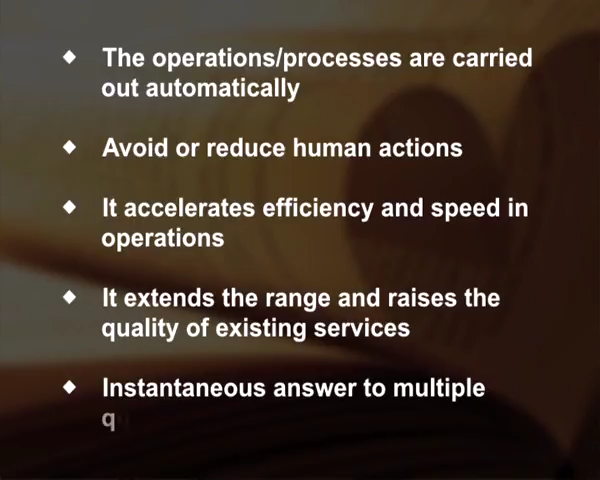 ◆ The operations/processes are carried
out automatically
◆ Avoid or reduce human actions
◆ It accelerates efficiency and speed in
operations
◆ It extends the range and raises the
quality of existing services
◆ Instantaneous answer to multiple